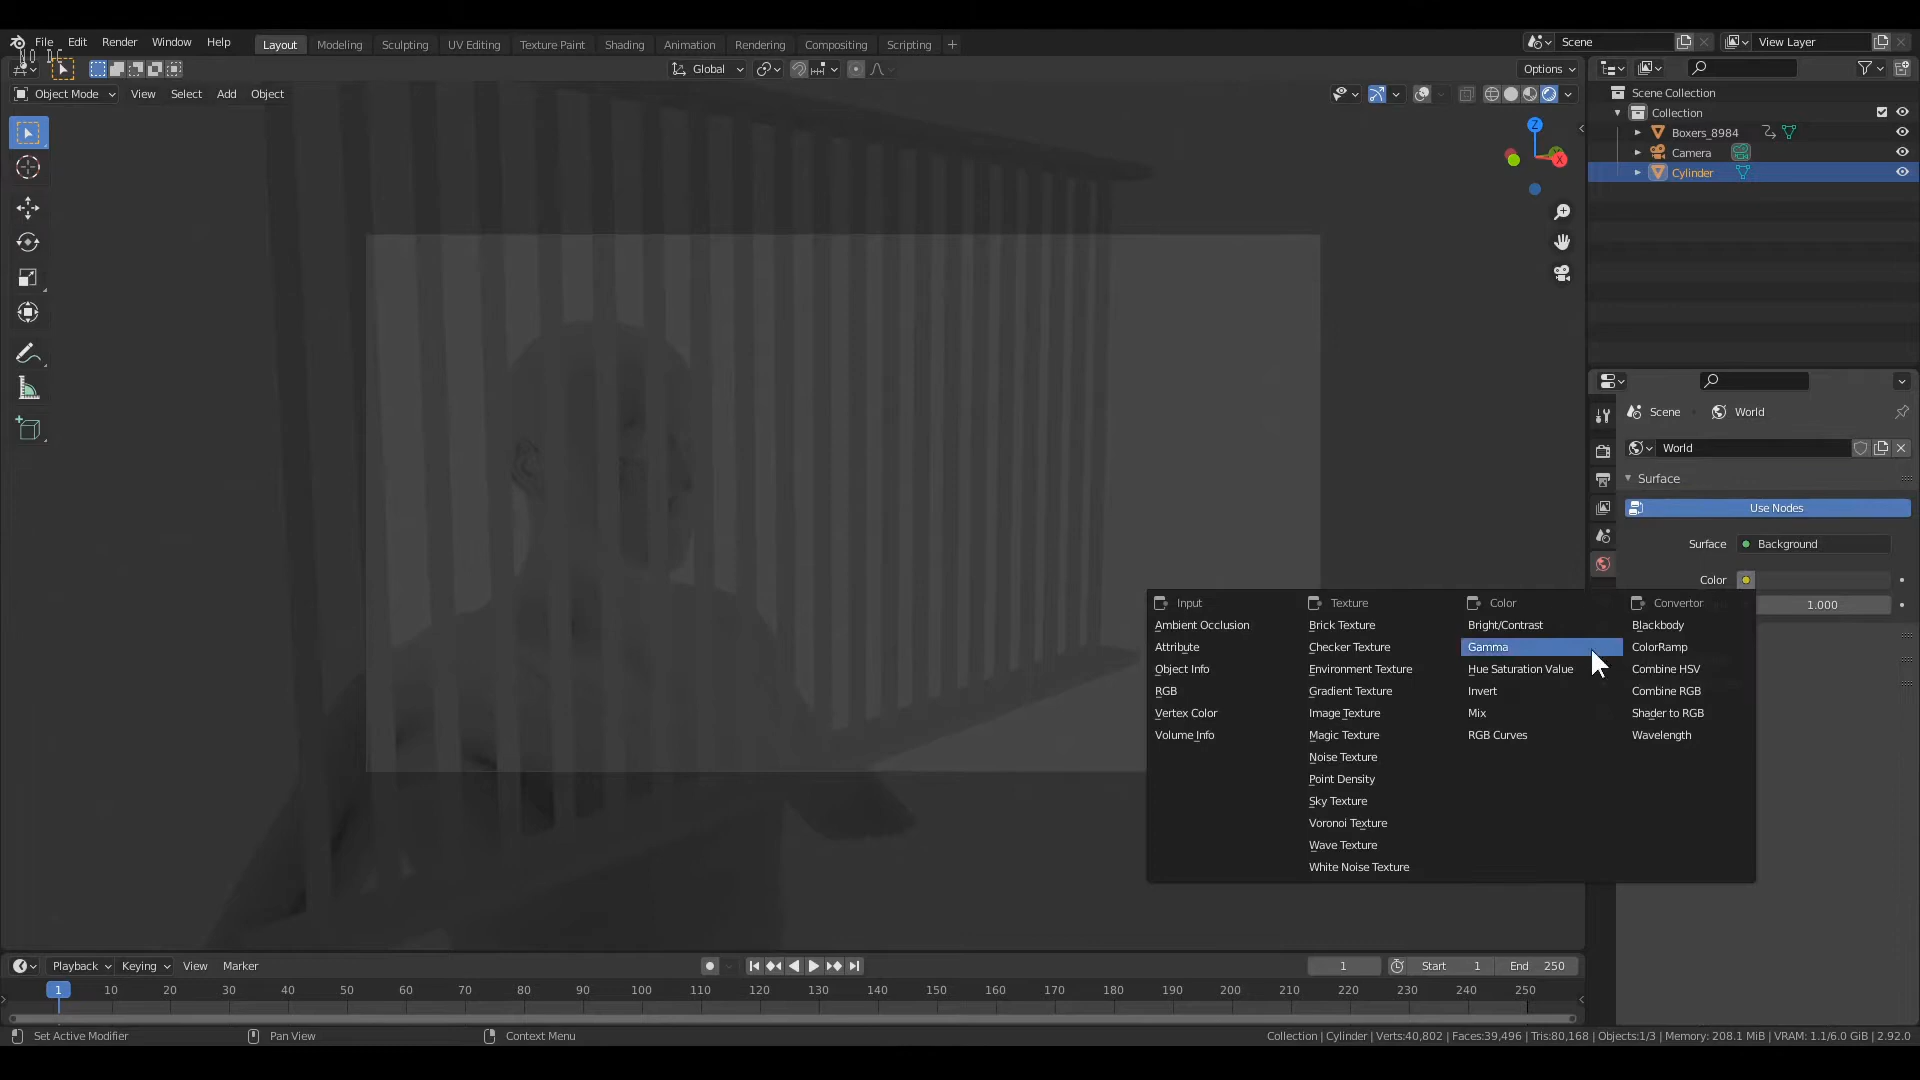 File Edit Render Window Help Layout Modeling Sculpting UV Editing Texture Paint Shading Animation Rendering Compositing Scripting Scene View Layer
Global Options
Object Mode View Select Add Object
Z
X
Scene Collection
Collection
Boxers_8984
Camera
Cylinder
Scene World
World
Surface
Use Nodes
Surface Background
Color
1.000
Input
Ambient Occlusion
Attribute
Object Info
RGB
Vertex Color
Volume Info
Texture
Brick Texture
Checker Texture
Environment Texture
Gradient Texture
Image Texture
Magic Texture
Noise Texture
Point Density
Sky Texture
Voronoi Texture
Wave Texture
White Noise Texture
Color
Bright/Contrast
Gamma
Hue Saturation Value
Invert
Mix
RGB Curves
Convertor
Blackbody
ColorRamp
Combine HSV
Combine RGB
Shader to RGB
Wavelength
Playback Keying View Marker 1 Start 1 End 250
1 10 20 30 40 50 60 70 80 90 100 110 120 130 140 150 160 170 180 190 200 210 220 230 240 250
Set Active Modifier Pan View Context Menu Collection | Cylinder | Verts:40,802 | Faces:39,496 | Tris:80,168 | Objects:1/3 | Memory: 208.1 MiB | VRAM: 1.1/6.0 GiB | 2.92.0